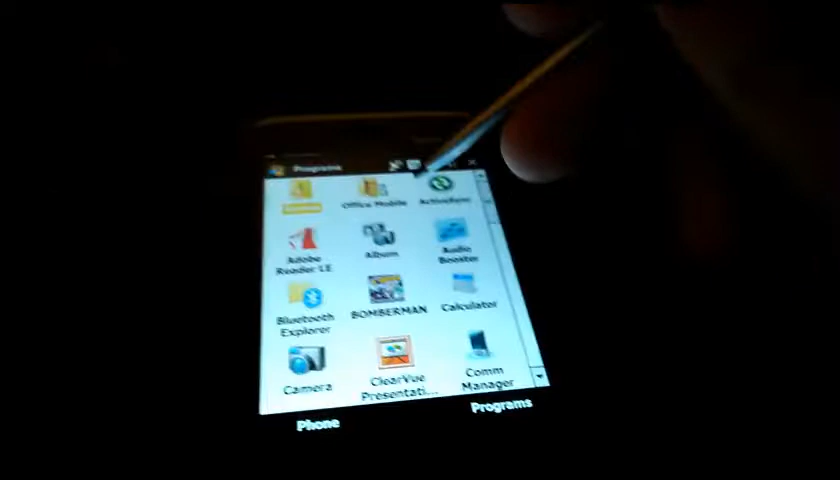 Programs
Office Mobile
ActiveSync
Adobe
Reader LE
Album
Audio
Booster
Bluetooth
Explorer
BOMBERMAN
Calculator
Camera
ClearVue
Presentati...
Comm
Manager
Phone
Programs